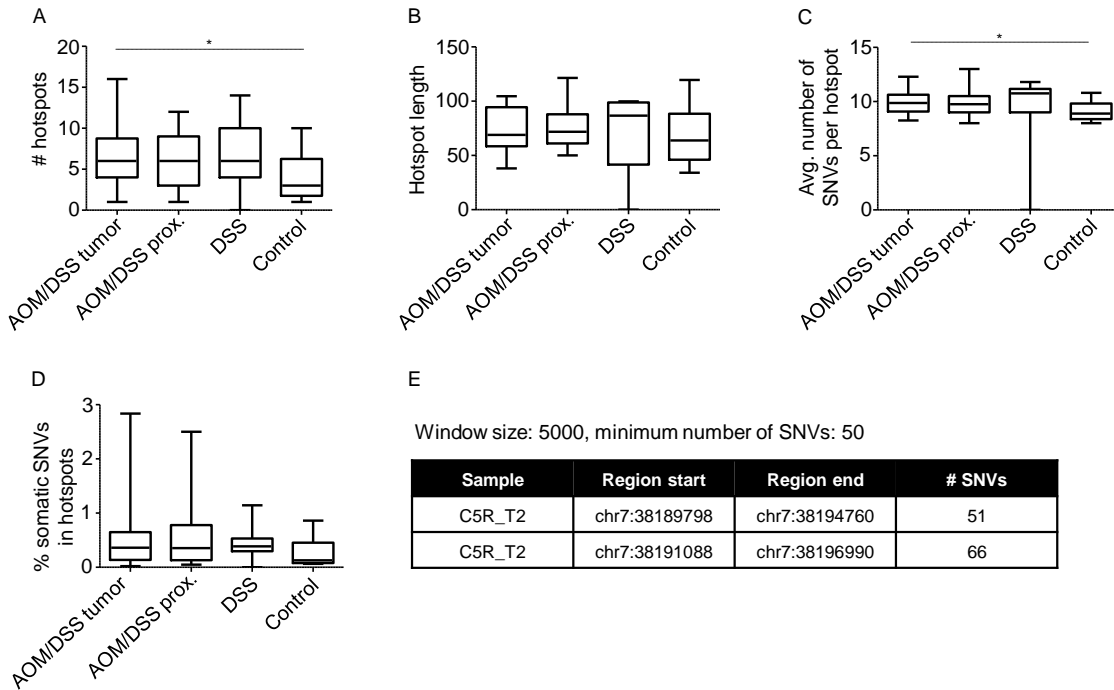 A
*
20
15
10
5
0
# hotspots
AOM/DSS tumor
AOM/DSS prox.
DSS
Control
B
150
100
50
0
Hotspot length
AOM/DSS tumor
AOM/DSS prox.
DSS
Control
C
*
15
10
5
0
Avg. number of
SNVs per hotspot
AOM/DSS tumor
AOM/DSS prox.
DSS
Control
D
3
2
1
0
% somatic SNVs
in hotspots
AOM/DSS tumor
AOM/DSS prox.
DSS
Control
E
Window size: 5000, minimum number of SNVs: 50
Sample Region start Region end # SNVs
C5R_T2 chr7:38189798 chr7:38194760 51
C5R_T2 chr7:38191088 chr7:38196990 66